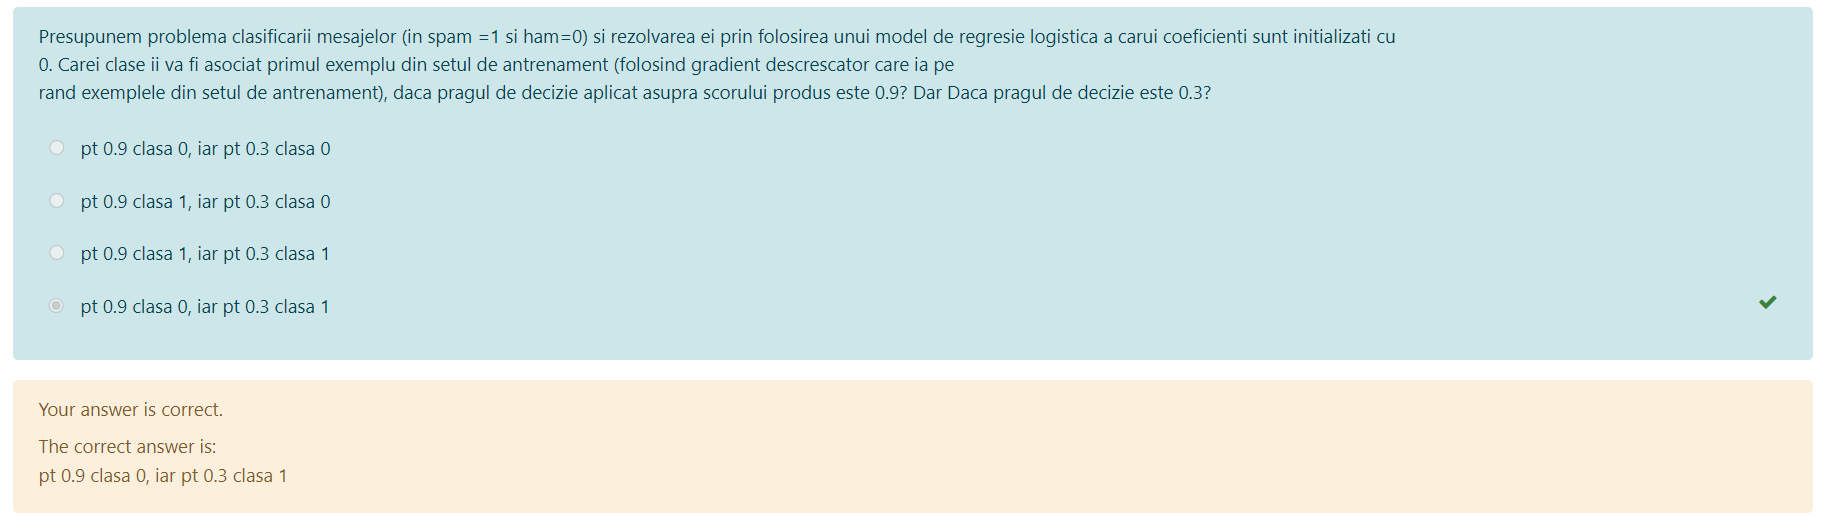 Presupunem problema clasificarii mesajelor (in spam =1 si ham=0) si rezolvarea ei prin folosirea unui model de regresie logistica a carui coeficienti sunt initializati cu
0. Carei clase ii va fi asociat primul exemplu din setul de antrenament (folosind gradient descrescator care ia pe
rand exemplele din setul de antrenament), daca pragul de decizie aplicat asupra scorului produs este 0.9? Dar Daca pragul de decizie este 0.3?
pt 0.9 clasa 0, iar pt 0.3 clasa 0
pt 0.9 clasa 1, iar pt 0.3 clasa 0
pt 0.9 clasa 1, iar pt 0.3 clasa 1
pt 0.9 clasa 0, iar pt 0.3 clasa 1
Your answer is correct.
The correct answer is:
pt 0.9 clasa 0, iar pt 0.3 clasa 1